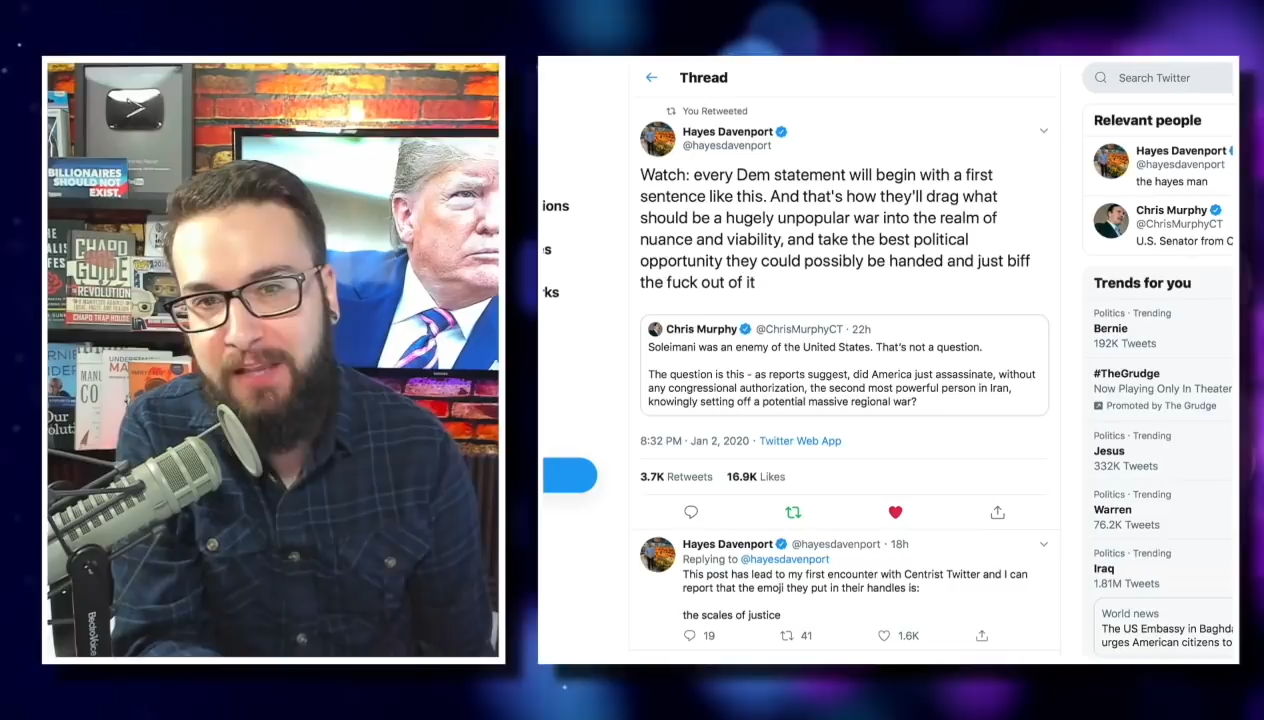 BILLIONAIRES
SHOULD NOT
EXIST.
CHAPO
GUIDE
REVOLUTION
CHAPO TRAP HOUSE
MANI
CO
Our
ions
s
ks
Thread
You Retweeted
Hayes Davenport
@hayesdavenport
Watch: every Dem statement will begin with a first
sentence like this. And that's how they'll drag what
should be a hugely unpopular war into the realm of
nuance and viability, and take the best political
opportunity they could possibly be handed and just biff
the fuck out of it
Chris Murphy @ChrisMurphyCT · 22h
Soleimani was an enemy of the United States. That's not a question.
The question is this - as reports suggest, did America just assassinate, without
any congressional authorization, the second most powerful person in Iran,
knowingly setting off a potential massive regional war?
8:32 PM · Jan 2, 2020 · Twitter Web App
3.7K Retweets 16.9K Likes
Hayes Davenport @hayesdavenport · 18h
Replying to @hayesdavenport
This post has lead to my first encounter with Centrist Twitter and I can
report that the emoji they put in their handles is:
the scales of justice
19 41 1.6K
Search Twitter
Relevant people
Hayes Davenport
@hayesdavenport
the hayes man
Chris Murphy
@ChrisMurphyCT
U.S. Senator from C
Trends for you
Politics · Trending
Bernie
192K Tweets
#TheGrudge
Now Playing Only In Theater
Promoted by The Grudge
Politics · Trending
Jesus
332K Tweets
Politics · Trending
Warren
76.2K Tweets
Politics · Trending
Iraq
1.81M Tweets
World news
The US Embassy in Baghda
urges American citizens to